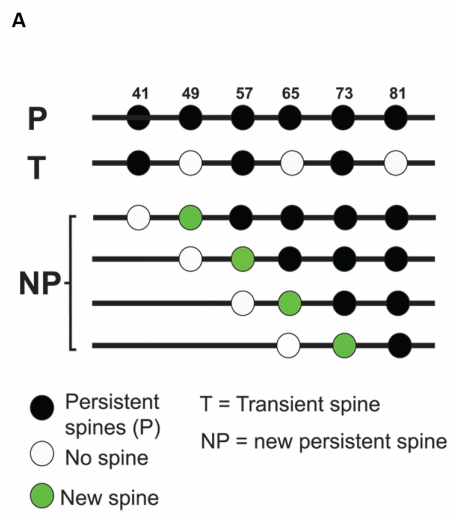 A
41 49 57 65 73 81
P
T
NP
Persistent
spines (P)
No spine
New spine
T = Transient spine
NP = new persistent spine